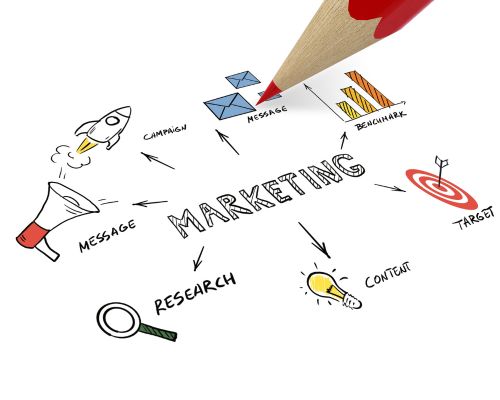 MESSAGE
CAMPAIGN
BENCHMARK
MARKETING
MESSAGE
TARGET
RESEARCH
CONTENT